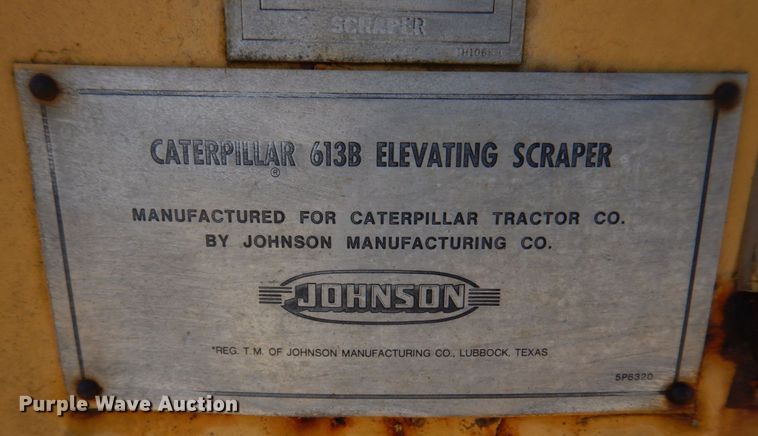 SCRAPER
CATERPILLAR 613B ELEVATING SCRAPER
®
MANUFACTURED FOR CATERPILLAR TRACTOR CO.
BY JOHNSON MANUFACTURING CO.
JOHNSON
*REG. T.M. OF JOHNSON MANUFACTURING CO., LUBBOCK, TEXAS
5P6320
Purple Wave Auction